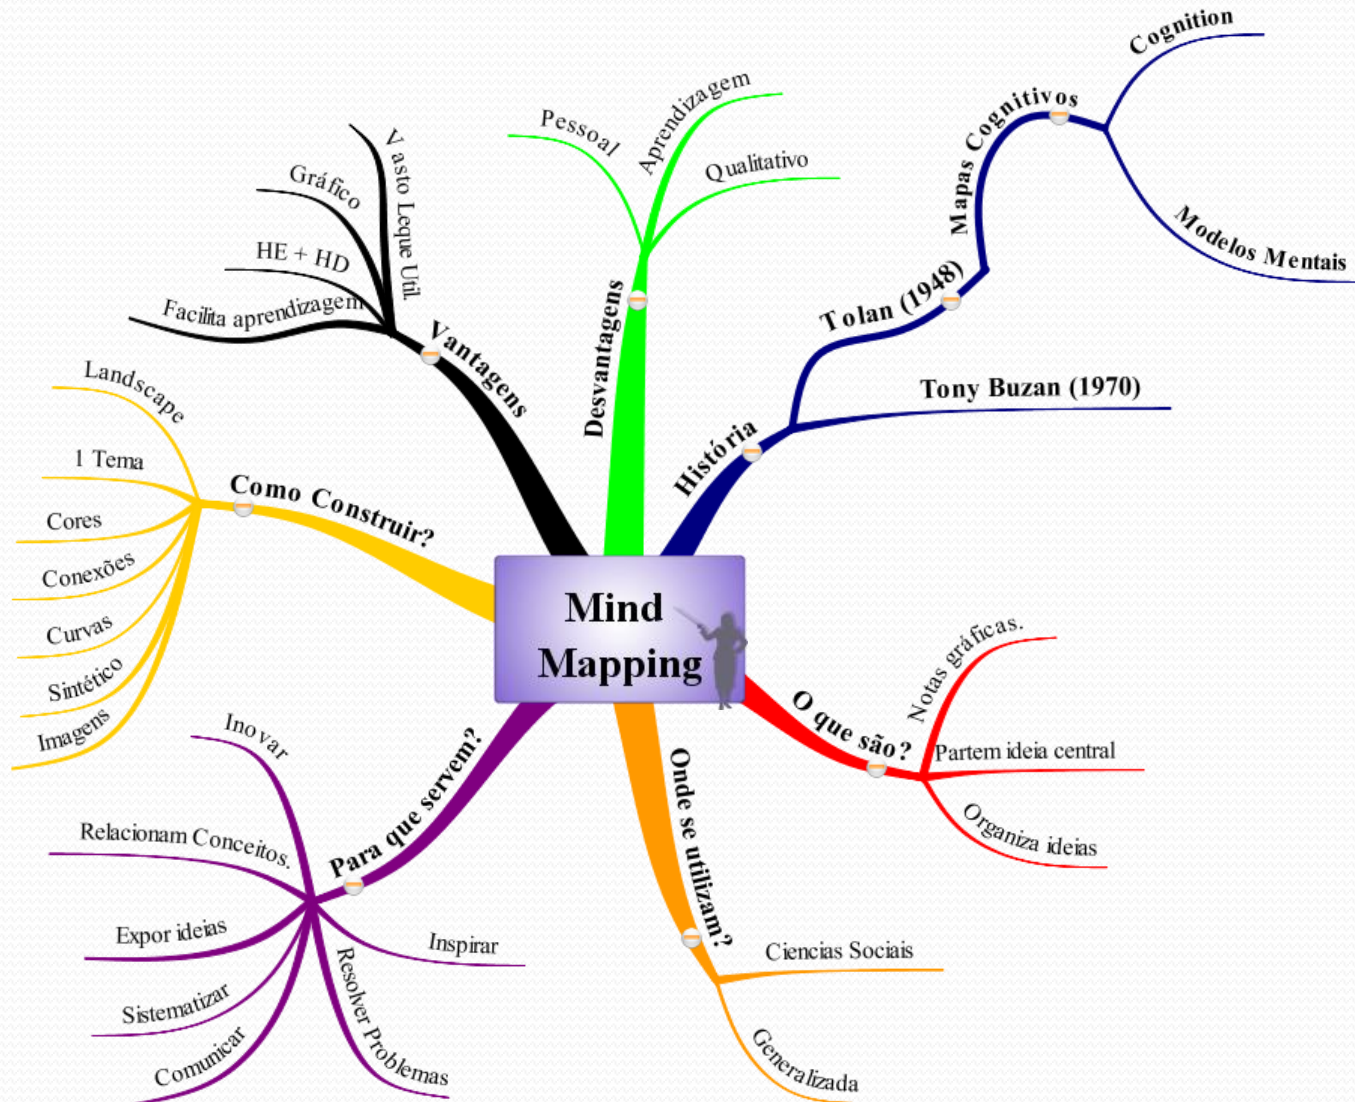 Mind
Mapping
História
Tolan (1948)
Mapas Cognitivos
Cognition
Modelos Mentais
Tony Buzan (1970)
O que são?
Notas gráficas.
Partem ideia central
Organiza ideias
Onde se utilizam?
Ciencias Sociais
Generalizada
Para que servem?
Inovar
Relacionam Conceitos.
Expor ideias
Sistematizar
Comunicar
Resolver Problemas
Inspirar
Como Construir?
Landscape
1 Tema
Cores
Conexões
Curvas
Sintético
Imagens
Vantagens
Vasto Leque Util.
Gráfico
HE + HD
Facilita aprendizagem
Desvantagens
Pessoal
Aprendizagem
Qualitativo